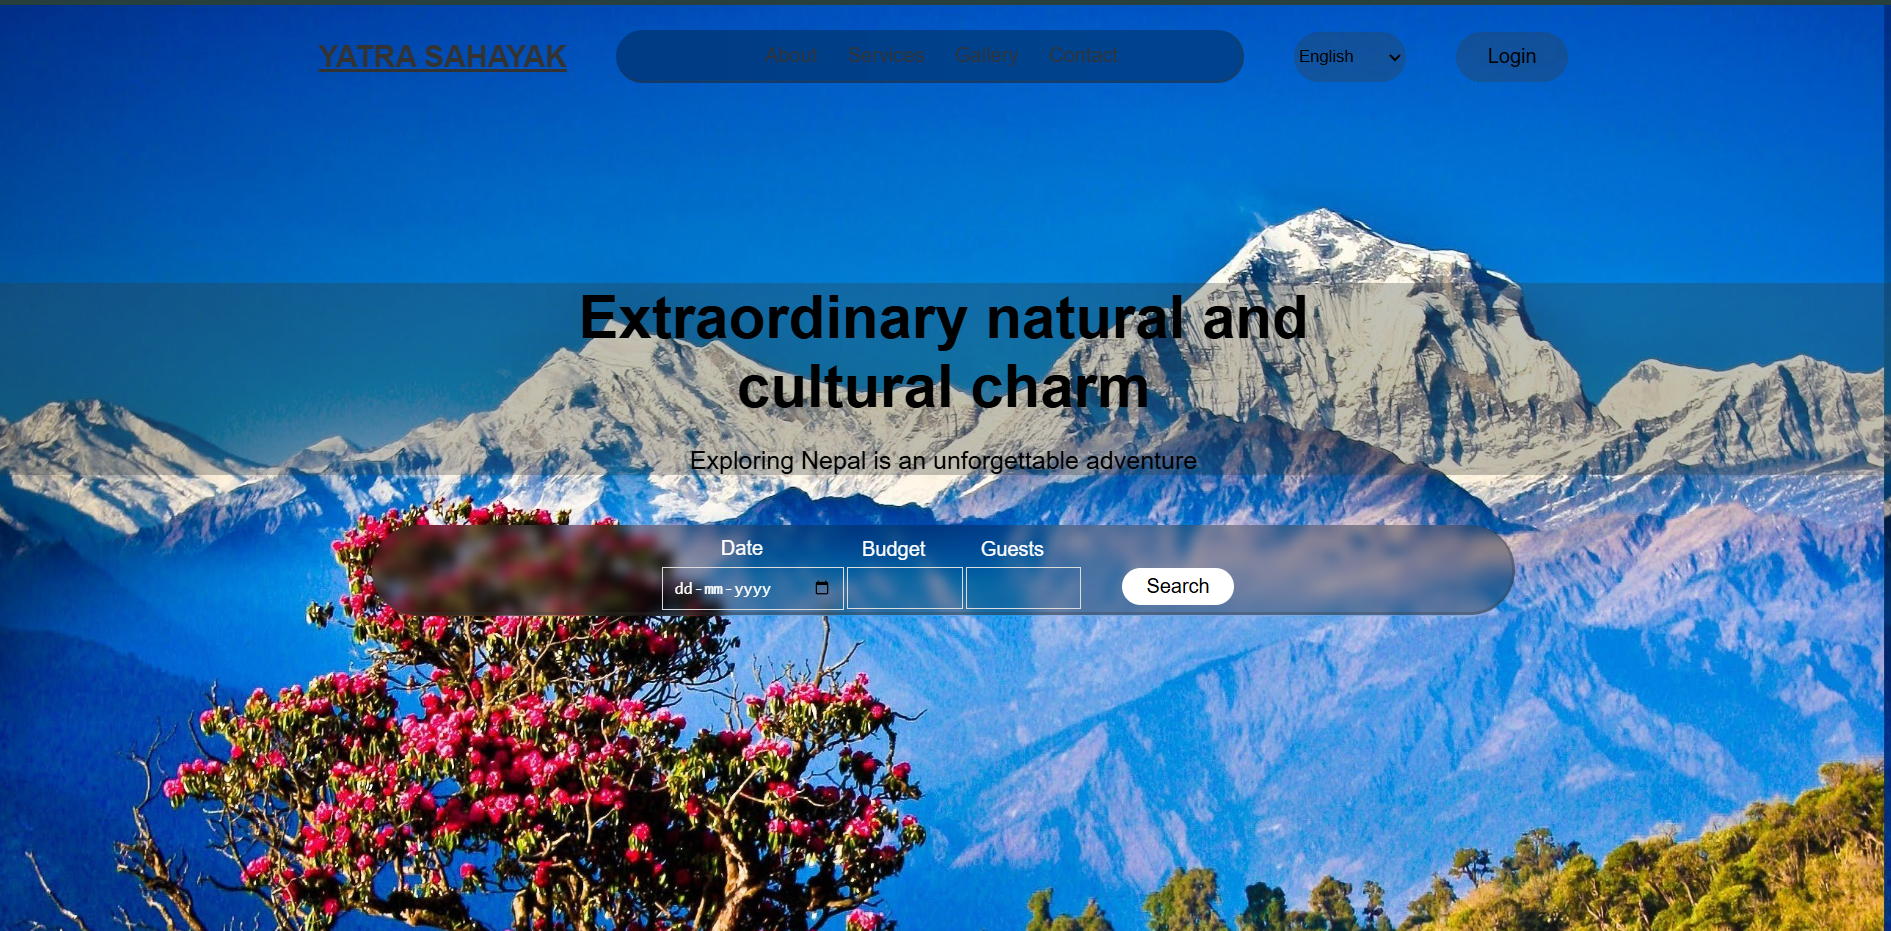 YATRA SAHAYAK
About Services Gallery Contact
English
Login
Extraordinary natural and
cultural charm
Exploring Nepal is an unforgettable adventure
Date Budget Guests
dd-mm-yyyy
Search